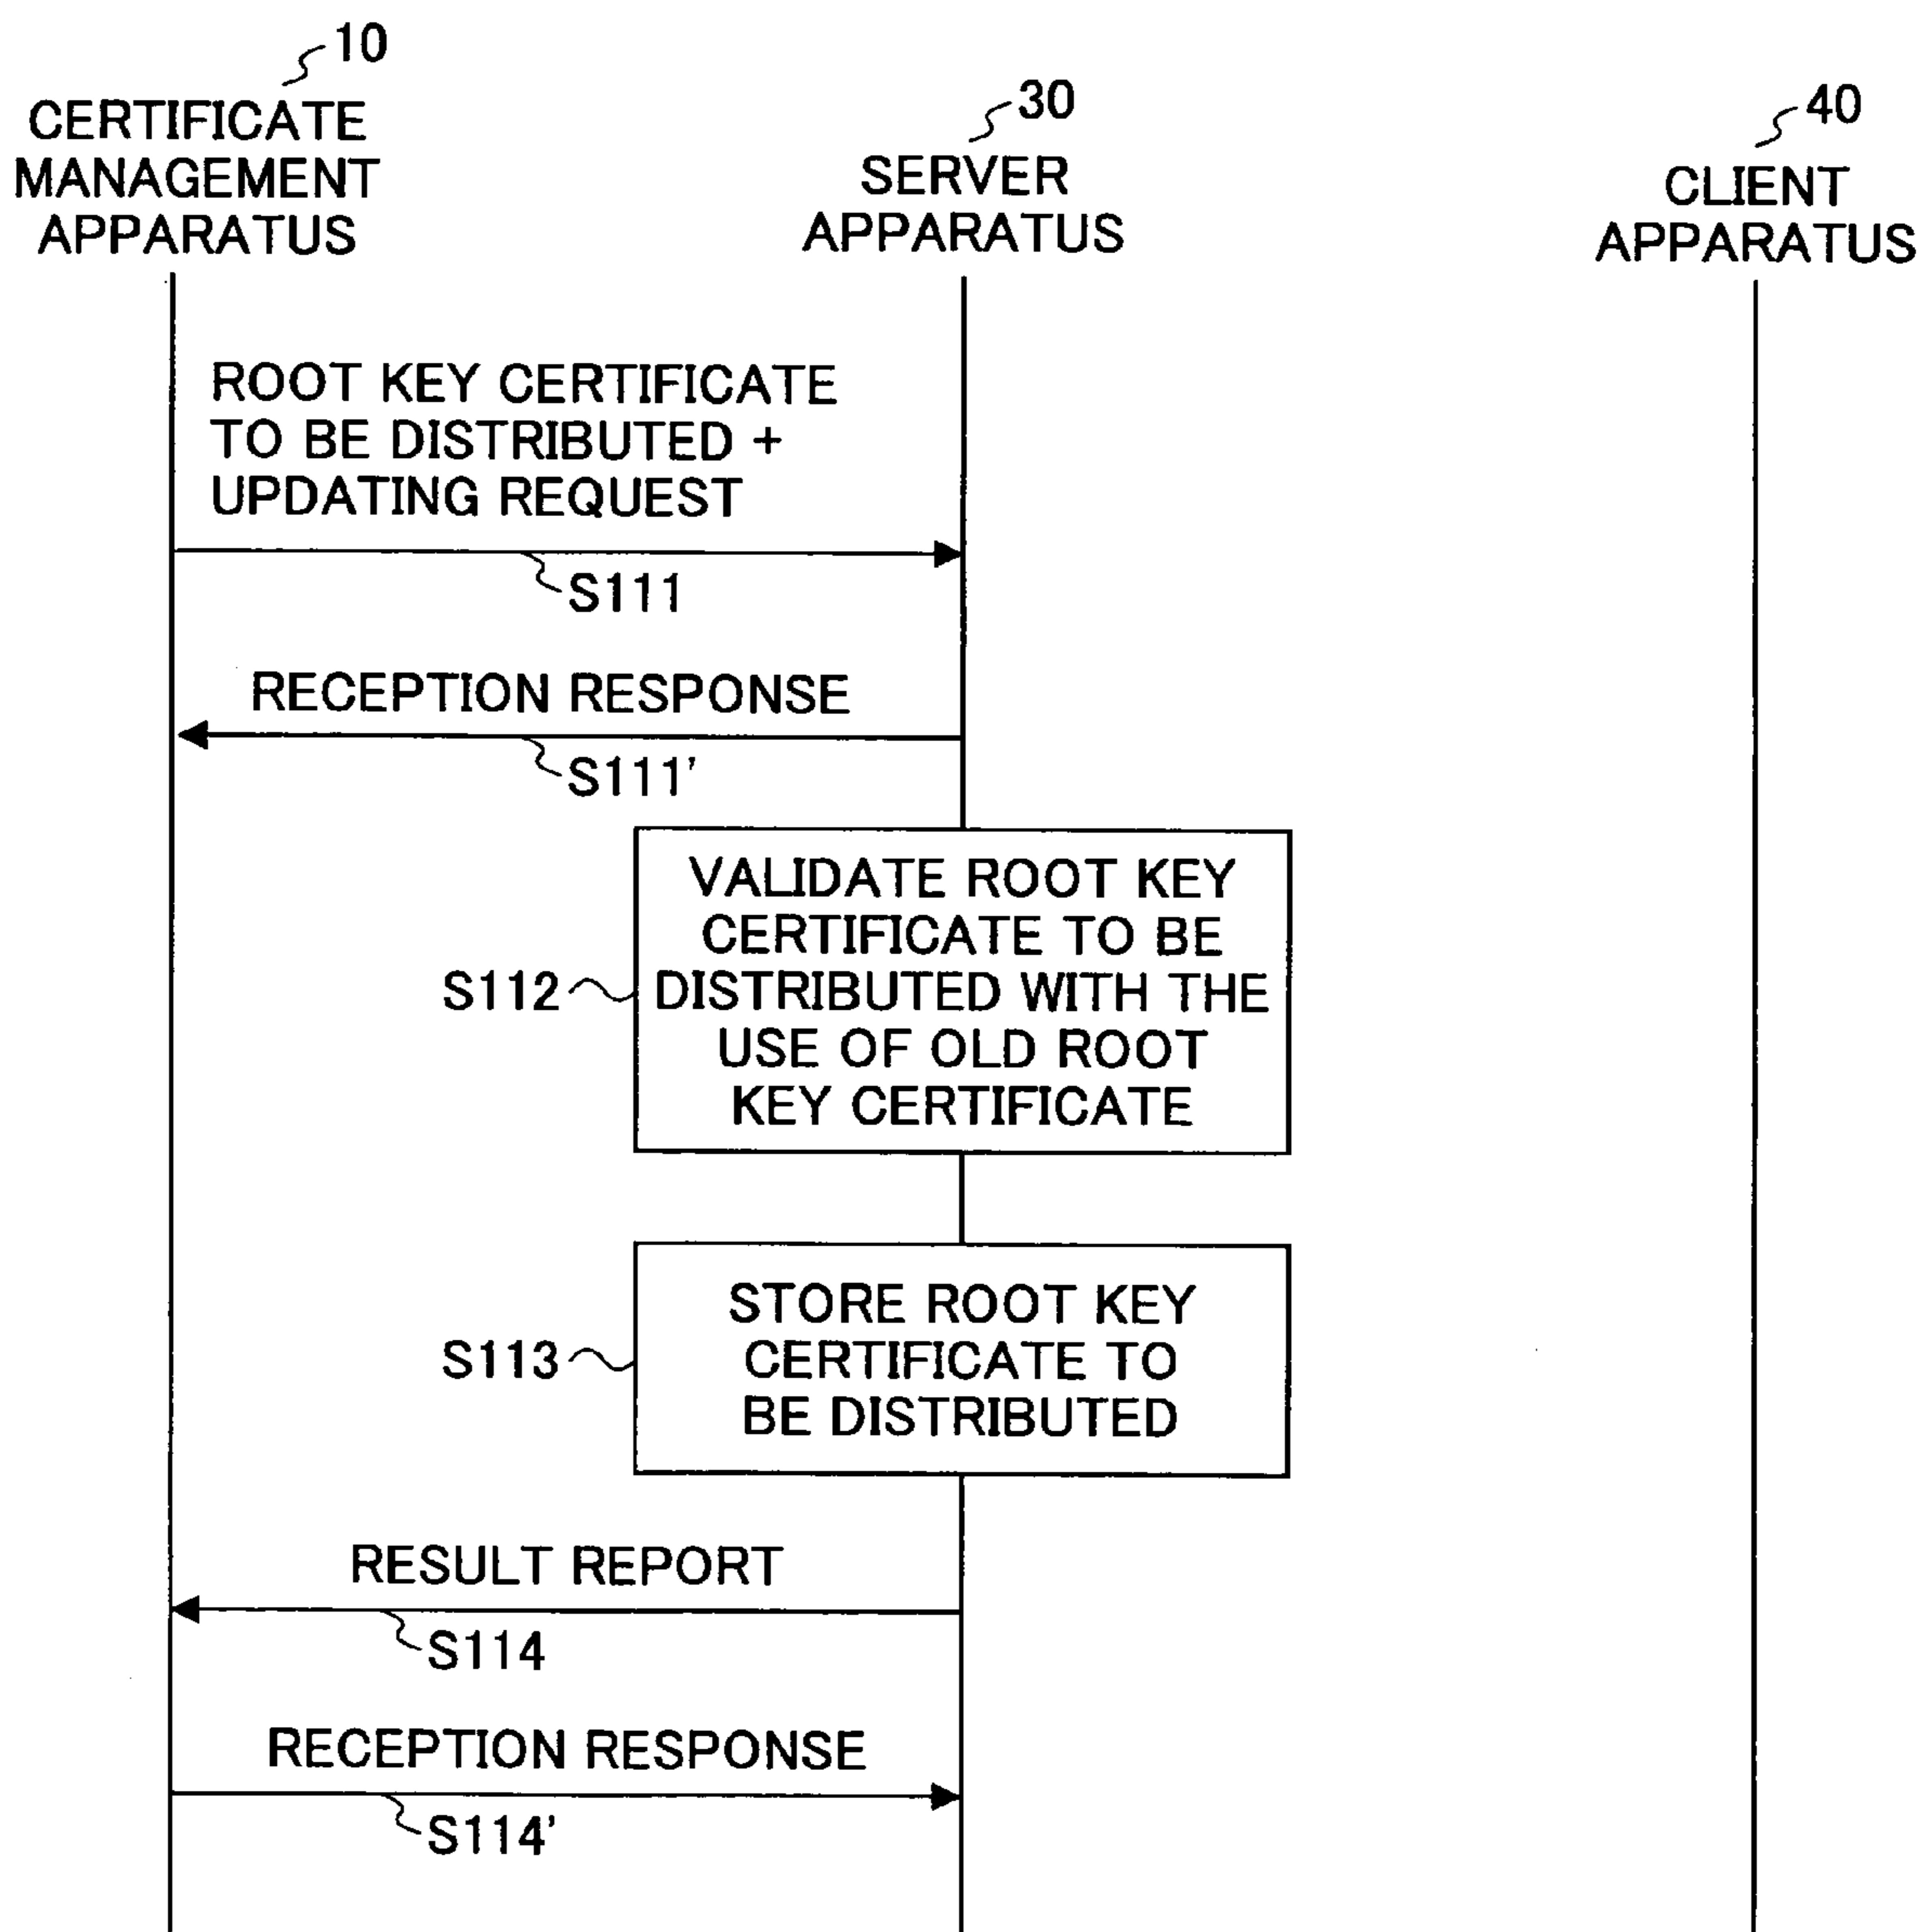 10
CERTIFICATE
MANAGEMENT
APPARATUS
30
SERVER
APPARATUS
40
CLIENT
APPARATUS
ROOT KEY CERTIFICATE
TO BE DISTRIBUTED +
UPDATING REQUEST
S111
RECEPTION RESPONSE
S111'
VALIDATE ROOT KEY
CERTIFICATE TO BE
DISTRIBUTED WITH THE
USE OF OLD ROOT
KEY CERTIFICATE
S112
STORE ROOT KEY
CERTIFICATE TO
BE DISTRIBUTED
S113
RESULT REPORT
S114
RECEPTION RESPONSE
S114'